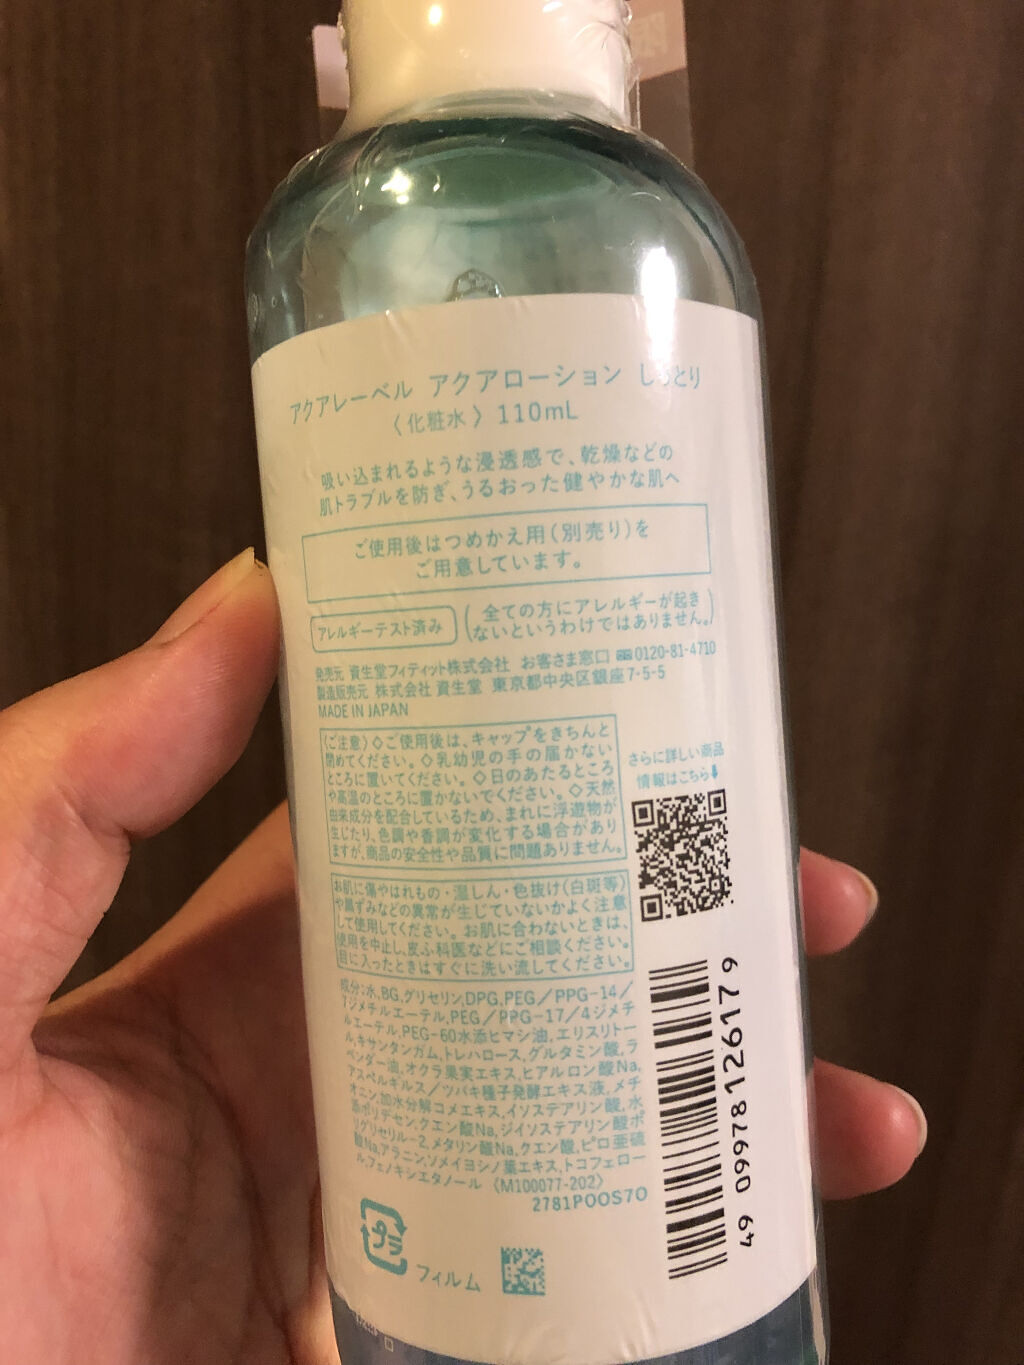 アクアレーベル アクアローション しっとり
〈化粧水〉110mL
吸い込まれるような浸透感で、乾燥などの
肌トラブルを防ぎ、うるおった健やかな肌へ
ご使用後はつめかえ用(別売り)を
ご用意しています。
アレルギーテスト済み
(全ての方にアレルギーが起き
ないというわけではありません。)
発売元 資生堂フィティット株式会社 お客さま窓口 0120-81-4710
製造販売元 株式会社 資生堂 東京都中央区銀座7-5-5
MADE IN JAPAN
〈ご注意〉◇ご使用後は、キャップをきちんと
閉めてください。◇乳幼児の手の届かない
ところに置いてください。◇日のあたるところ
や高温のところに置かないでください。◇天然
由来成分を配合しているため、まれに浮遊物が
生じたり、色調や香調が変化する場合があり
ますが、商品の安全性や品質に問題ありません。
さらに詳しい商品
情報はこちら⬇
お肌に傷やはれもの・湿しん・色抜け(白斑等)
や黒ずみなどの異常が生じていないかよく注意
して使用してください。お肌に合わないときは、
使用を中止し、皮ふ科医などにご相談ください。
目に入ったときはすぐに洗い流してください。
成分:水,BG,グリセリン,DPG,PEG/PPG-14/
7ジメチルエーテル,PEG/PPG-17/4ジメチ
ルエーテル,PEG-60水添ヒマシ油,エリスリトー
ル,キサンタンガム,トレハロース,グルタミン酸,ラ
ベンダー油,オクラ果実エキス,ヒアルロン酸Na,
アスペルギルス/ツバキ種子発酵エキス液,メチ
オニン,加水分解コメエキス,イソステアリン酸,水
添ポリデセン,クエン酸Na,ジイソステアリン酸ポ
リグリセリル-2,メタリン酸Na,クエン酸,ピロ亜硫
酸Na,アラニン,ソメイヨシノ葉エキス,トコフェロー
ル,フェノキシエタノール 〈M100077-202〉
2781P00S70
プラ
フィルム
49 09978 12617 9